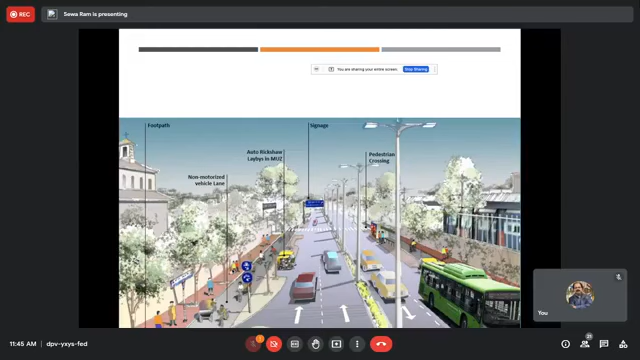 REC
Sewa Ram is presenting
You are sharing your entire screen.
Stop Sharing
Footpath
Signage
Auto Rickshaw
Laybys in MUZ
Pedestrian
Crossing
Non-motorized
vehicle Lane
You
11:45 AM
dpv-yxys-fed